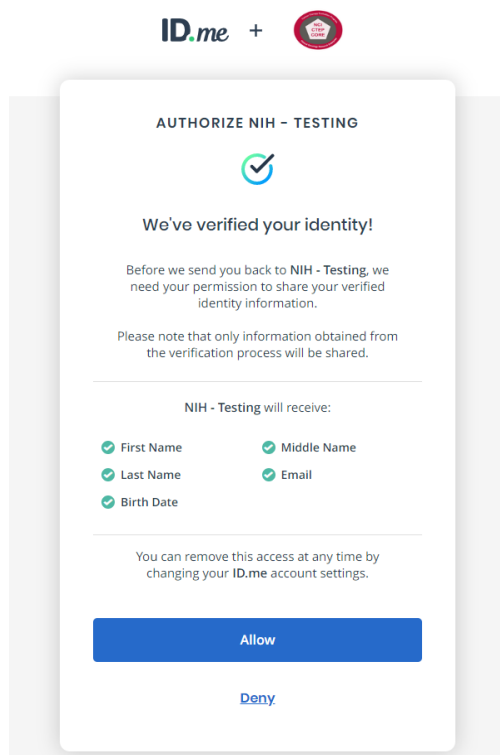 ID.me +
NCI
CTEP
CORE
AUTHORIZE NIH - TESTING
We've verified your identity!
Before we send you back to NIH - Testing, we
need your permission to share your verified
identity information.
Please note that only information obtained from
the verification process will be shared.
NIH - Testing will receive:
First Name Middle Name
Last Name Email
Birth Date
You can remove this access at any time by
changing your ID.me account settings.
Allow
Deny